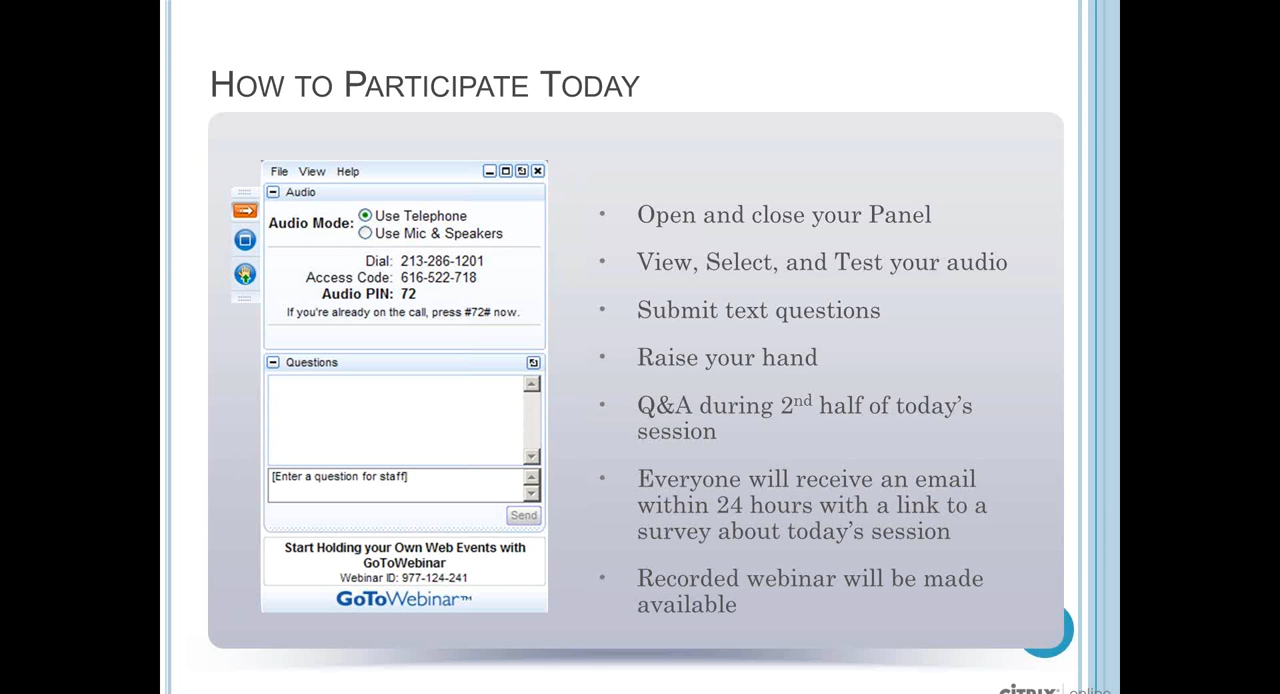 HOW TO PARTICIPATE TODAY
File View Help
Audio
Audio Mode: Use Telephone
Use Mic & Speakers
Dial: 213-286-1201
Access Code: 616-522-718
Audio PIN: 72
If you're already on the call, press #72# now.
Questions
[Enter a question for staff]
Send
Start Holding your Own Web Events with
GoToWebinar
Webinar ID: 977-124-241
GoToWebinar™
• Open and close your Panel
• View, Select, and Test your audio
• Submit text questions
• Raise your hand
• Q&A during 2nd half of today’s
session
• Everyone will receive an email
within 24 hours with a link to a
survey about today’s session
• Recorded webinar will be made
available
CITRIX online